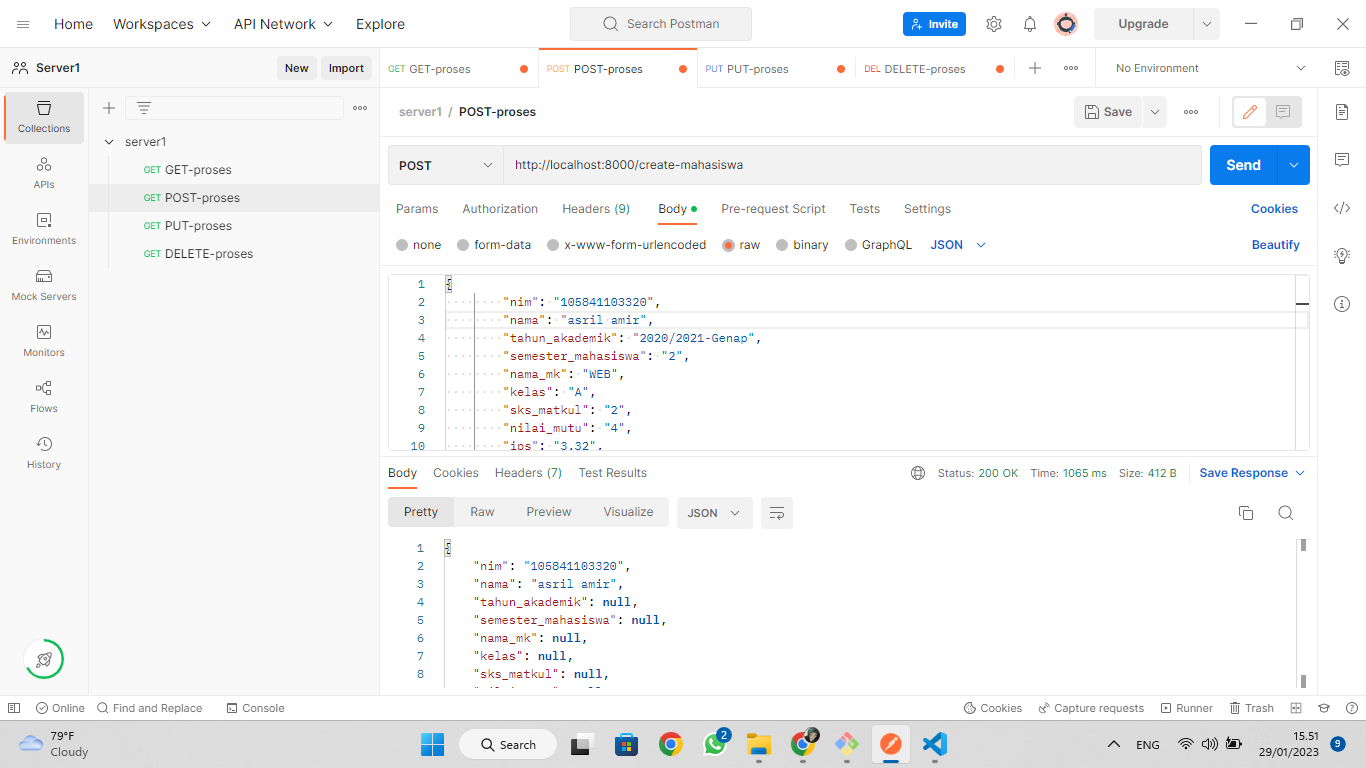 Home Workspaces API Network Explore Search Postman Invite Upgrade
Server1 New Import GET GET-proses POST POST-proses PUT PUT-proses DEL DELETE-proses No Environment
Collections
APIs
Environments
Mock Servers
Monitors
Flows
History
server1
GET GET-proses
GET POST-proses
GET PUT-proses
GET DELETE-proses
server1 / POST-proses Save
POST http://localhost:8000/create-mahasiswa Send
Params Authorization Headers (9) Body Pre-request Script Tests Settings Cookies
none form-data x-www-form-urlencoded raw binary GraphQL JSON Beautify
1 {
2 "nim": "105841103320",
3 "nama": "asril amir",
4 "tahun_akademik": "2020/2021-Genap",
5 "semester_mahasiswa": "2",
6 "nama_mk": "WEB",
7 "kelas": "A",
8 "sks_matkul": "2",
9 "nilai_mutu": "4",
10 "ips": "3.32",
Body Cookies Headers (7) Test Results Status: 200 OK Time: 1065 ms Size: 412 B Save Response
Pretty Raw Preview Visualize JSON
1 {
2 "nim": "105841103320",
3 "nama": "asril amir",
4 "tahun_akademik": null,
5 "semester_mahasiswa": null,
6 "nama_mk": null,
7 "kelas": null,
8 "sks_matkul": null,
Online Find and Replace Console Cookies Capture requests Runner Trash
79°F
Cloudy
Search
2
ENG
15.51
29/01/2023
9